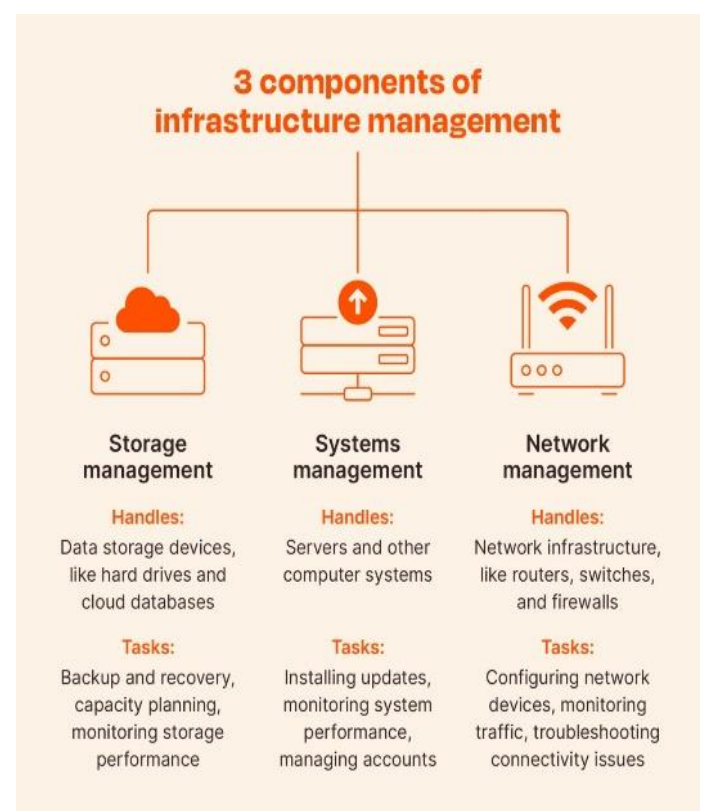 3 components of
infrastructure management
Storage
management
Handles:
Data storage devices,
like hard drives and
cloud databases
Tasks:
Backup and recovery,
capacity planning,
monitoring storage
performance
Systems
management
Handles:
Servers and other
computer systems
Tasks:
Installing updates,
monitoring system
performance,
managing accounts
Network
management
Handles:
Network infrastructure,
like routers, switches,
and firewalls
Tasks:
Configuring network
devices, monitoring
traffic, troubleshooting
connectivity issues